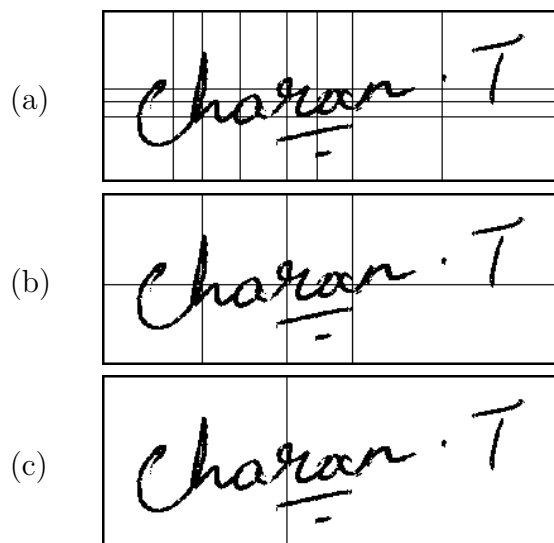 (a) Charan . T
(b) Charan . T
(c) Charan . T